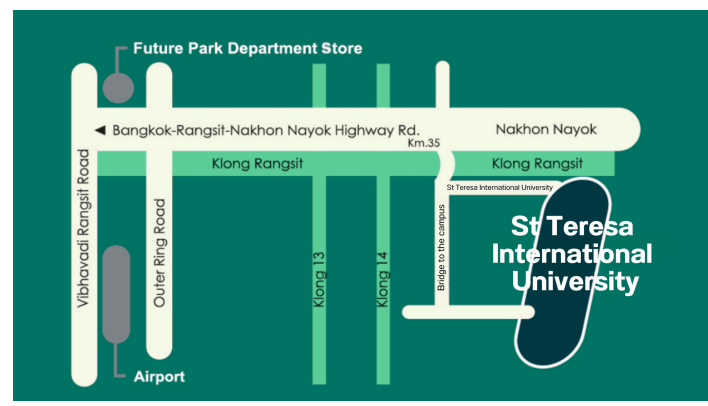 Future Park Department Store
◄ Bangkok-Rangsit-Nakhon Nayok Highway Rd.
Nakhon Nayok
Km.35
Klong Rangsit
Klong Rangsit
St Teresa International University
Vibhavadi Rangsit Road
Outer Ring Road
Klong 13
Klong 14
Bridge to the campus
St Teresa
International
University
Airport